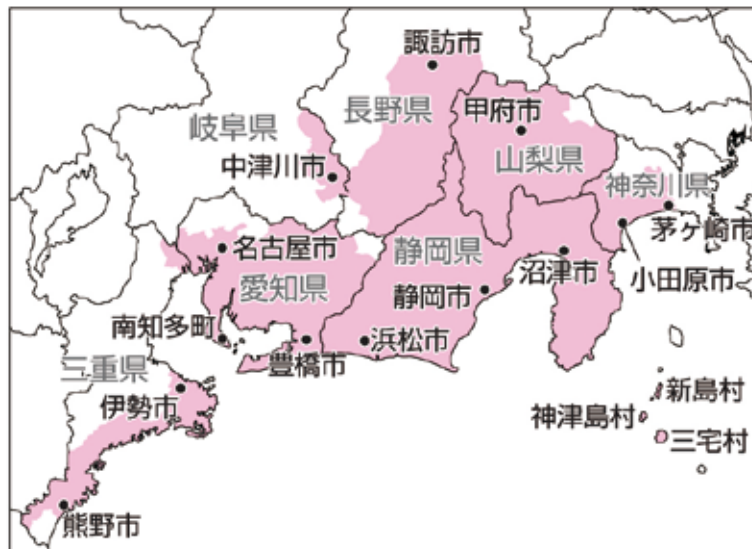 諏訪市
長野県
甲府市
岐阜県
山梨県
中津川市
神奈川県
茅ヶ崎市
名古屋市
静岡県
沼津市
小田原市
愛知県
静岡市
南知多町
豊橋市
浜松市
三重県
伊勢市
新島村
神津島村
三宅村
熊野市